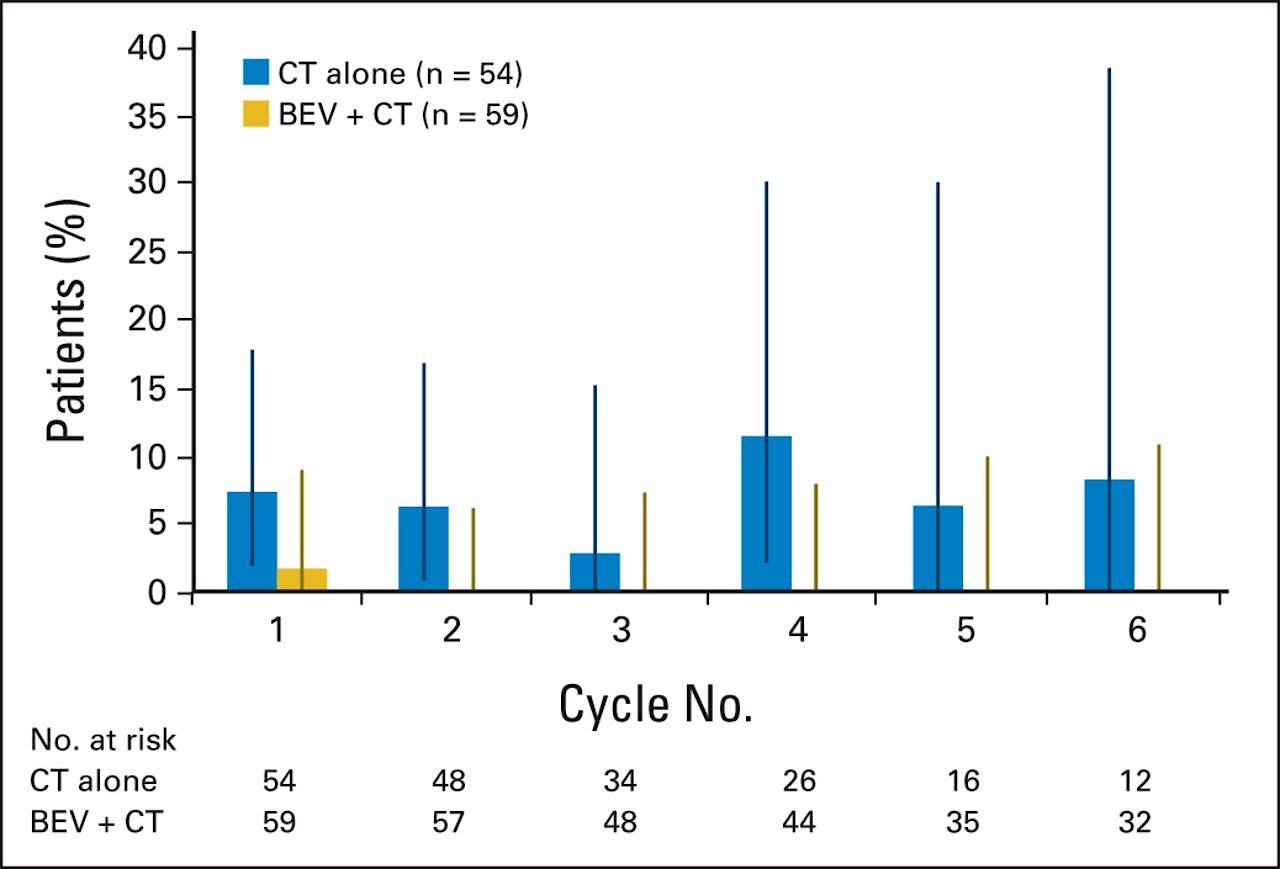 40
35
30
25
20
15
10
5
0
Patients (%)
CT alone (n = 54)
BEV + CT (n = 59)
1 2 3 4 5 6
Cycle No.
No. at risk
CT alone 54 48 34 26 16 12
BEV + CT 59 57 48 44 35 32